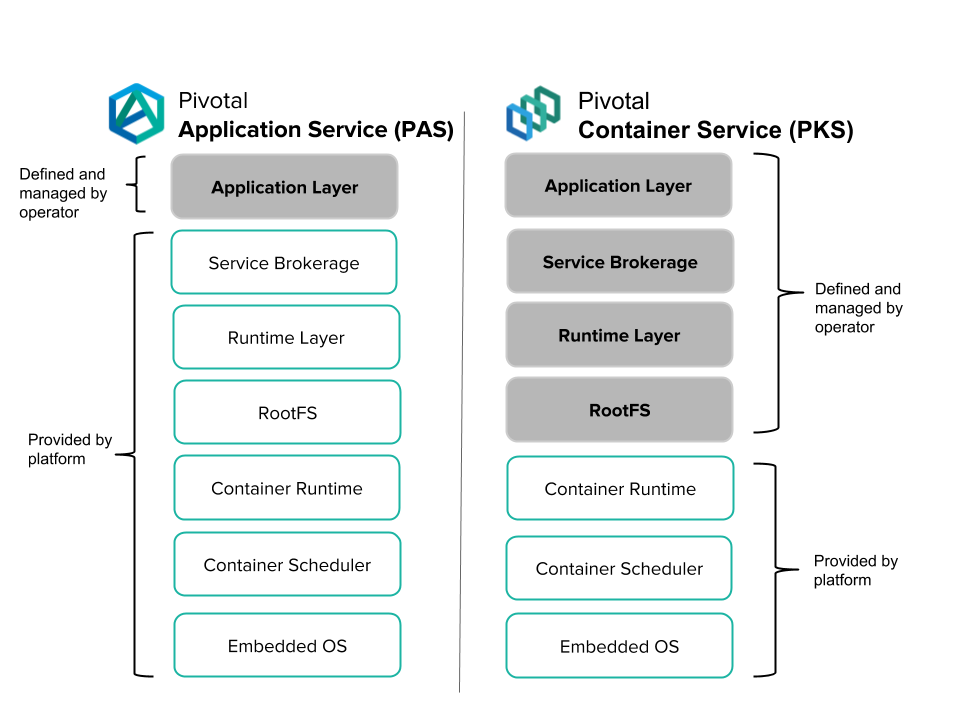 Pivotal
Application Service (PAS)
Defined and
managed by
operator
Application Layer
Service Brokerage
Runtime Layer
RootFS
Provided by
platform
Container Runtime
Container Scheduler
Embedded OS
Pivotal
Container Service (PKS)
Application Layer
Service Brokerage
Defined and
managed by
operator
Runtime Layer
RootFS
Container Runtime
Container Scheduler
Provided by
platform
Embedded OS